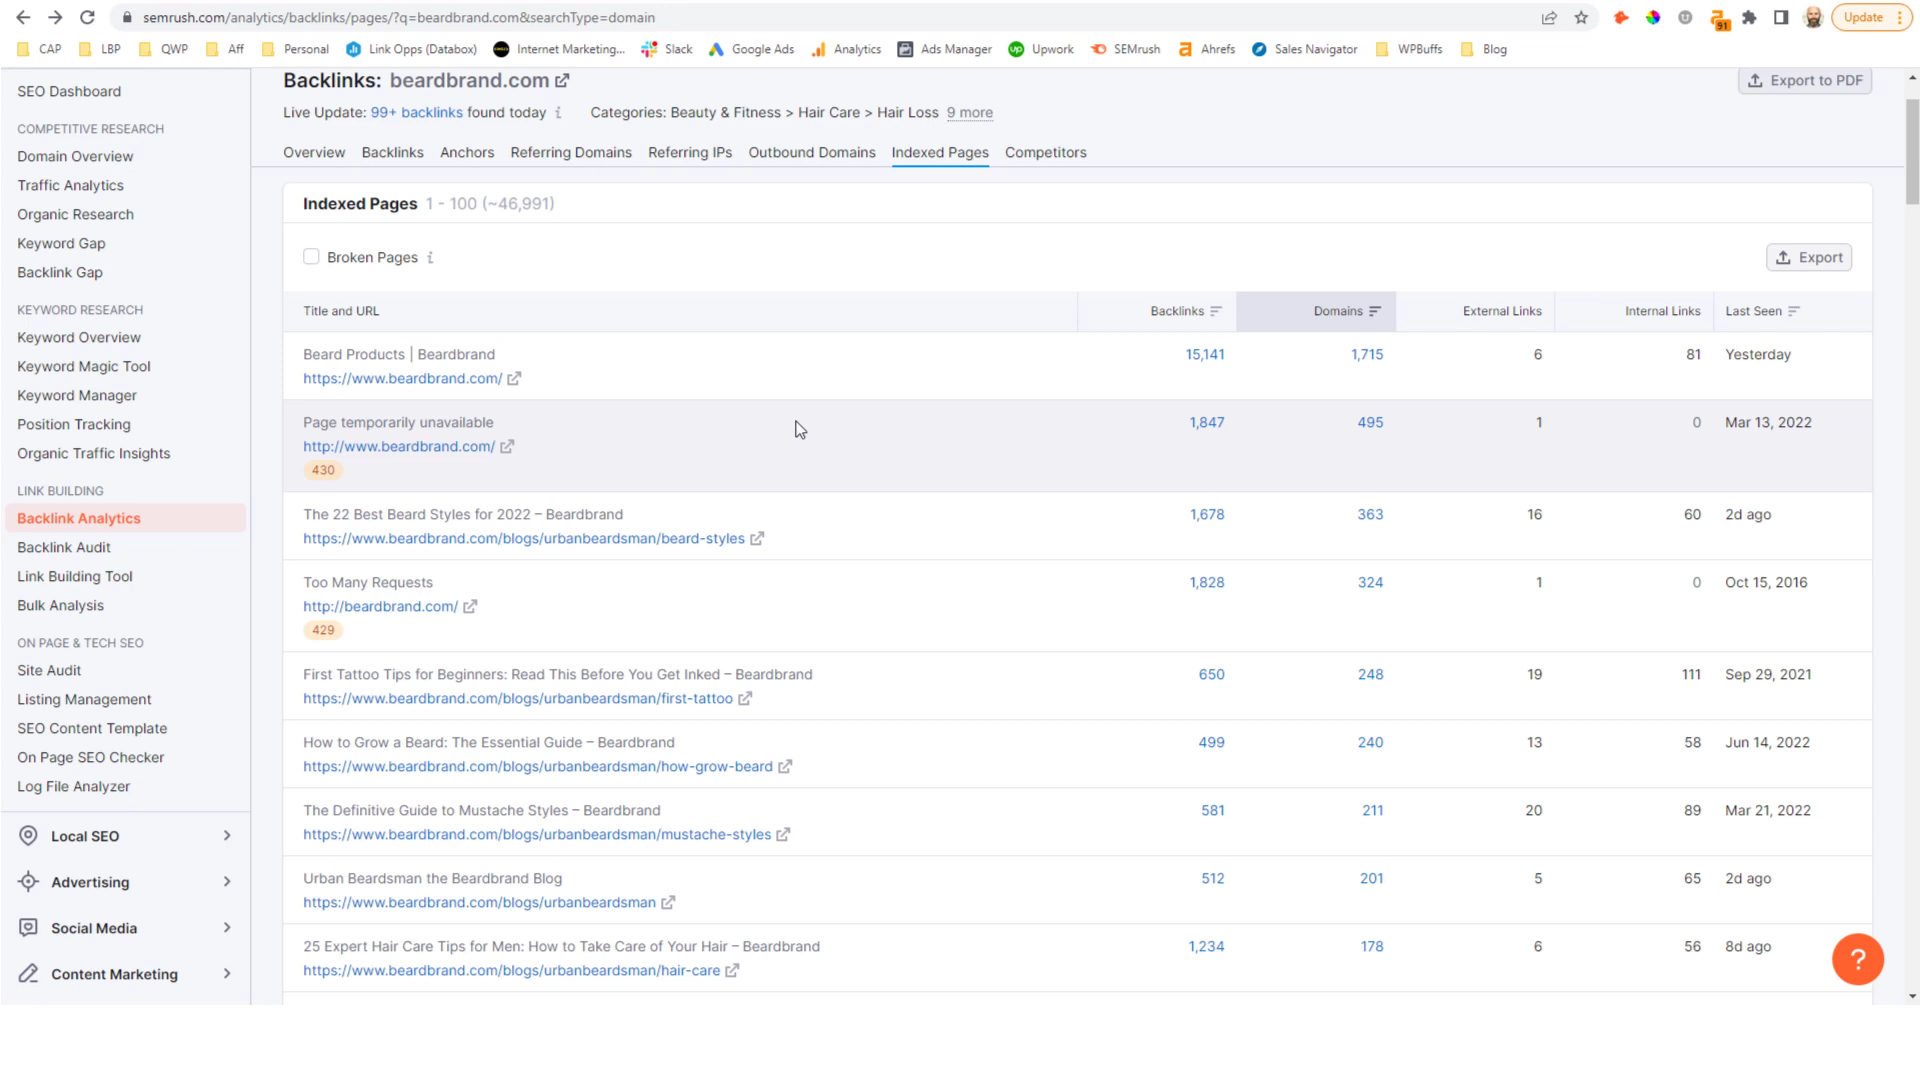 semrush.com/analytics/backlinks/pages/?q=beardbrand.com&searchType=domain
91
Update
CAP LBP QWP Aff Personal Link Opps (Databox) Internet Marketing... Slack Google Ads Analytics Ads Manager Upwork SEMrush Ahrefs Sales Navigator WPBuffs Blog
SEO Dashboard
COMPETITIVE RESEARCH
Domain Overview
Traffic Analytics
Organic Research
Keyword Gap
Backlink Gap
KEYWORD RESEARCH
Keyword Overview
Keyword Magic Tool
Keyword Manager
Position Tracking
Organic Traffic Insights
LINK BUILDING
Backlink Analytics
Backlink Audit
Link Building Tool
Bulk Analysis
ON PAGE & TECH SEO
Site Audit
Listing Management
SEO Content Template
On Page SEO Checker
Log File Analyzer
Local SEO
Advertising
Social Media
Content Marketing
Backlinks: beardbrand.com
Export to PDF
Live Update: 99+ backlinks found today i Categories: Beauty & Fitness > Hair Care > Hair Loss 9 more
Overview Backlinks Anchors Referring Domains Referring IPs Outbound Domains Indexed Pages Competitors
Indexed Pages 1 - 100 (~46,991)
Broken Pages i
Export
Title and URL Backlinks Domains External Links Internal Links Last Seen
Beard Products | Beardbrand 15,141 1,715 6 81 Yesterday
https://www.beardbrand.com/
Page temporarily unavailable 1,847 495 1 0 Mar 13, 2022
http://www.beardbrand.com/
430
The 22 Best Beard Styles for 2022 – Beardbrand 1,678 363 16 60 2d ago
https://www.beardbrand.com/blogs/urbanbeardsman/beard-styles
Too Many Requests 1,828 324 1 0 Oct 15, 2016
http://beardbrand.com/
429
First Tattoo Tips for Beginners: Read This Before You Get Inked – Beardbrand 650 248 19 111 Sep 29, 2021
https://www.beardbrand.com/blogs/urbanbeardsman/first-tattoo
How to Grow a Beard: The Essential Guide – Beardbrand 499 240 13 58 Jun 14, 2022
https://www.beardbrand.com/blogs/urbanbeardsman/how-grow-beard
The Definitive Guide to Mustache Styles – Beardbrand 581 211 20 89 Mar 21, 2022
https://www.beardbrand.com/blogs/urbanbeardsman/mustache-styles
Urban Beardsman the Beardbrand Blog 512 201 5 65 2d ago
https://www.beardbrand.com/blogs/urbanbeardsman
25 Expert Hair Care Tips for Men: How to Take Care of Your Hair – Beardbrand 1,234 178 6 56 8d ago
https://www.beardbrand.com/blogs/urbanbeardsman/hair-care
?